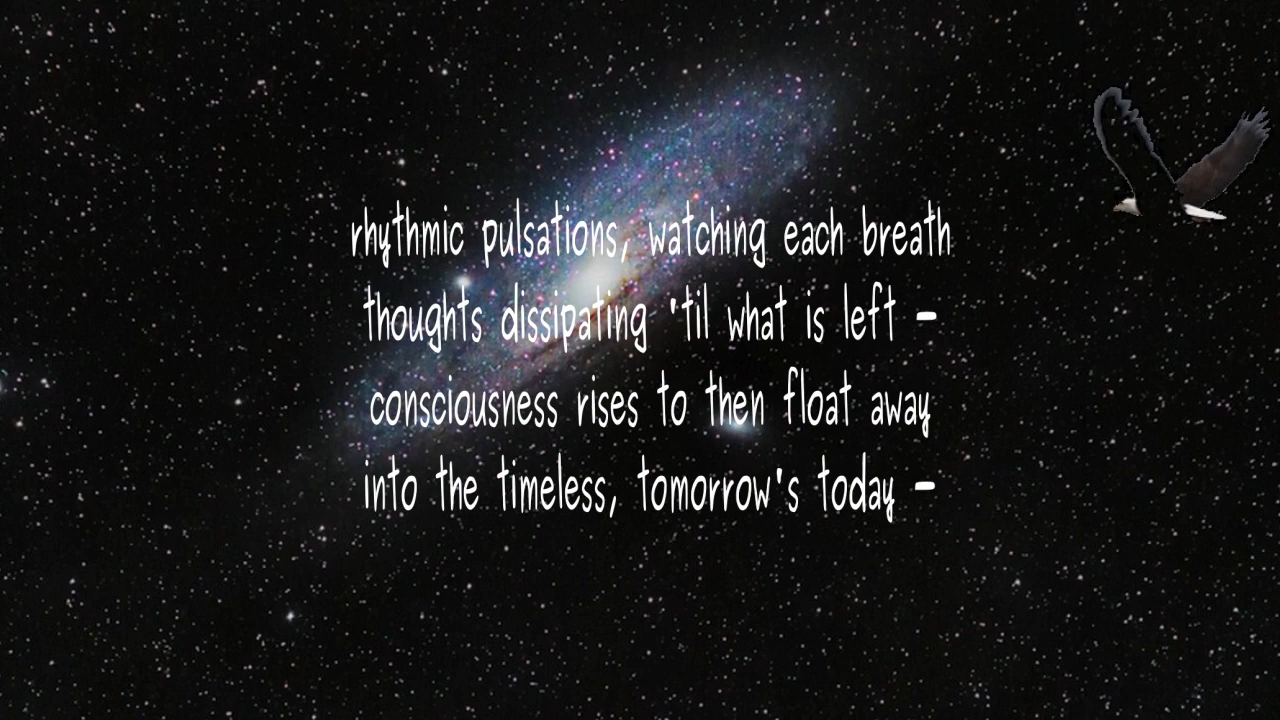 rhythmic pulsations, watching each breath
thoughts dissipating 'til what is left -
consciousness rises to then float away
into the timeless, tomorrow's today -